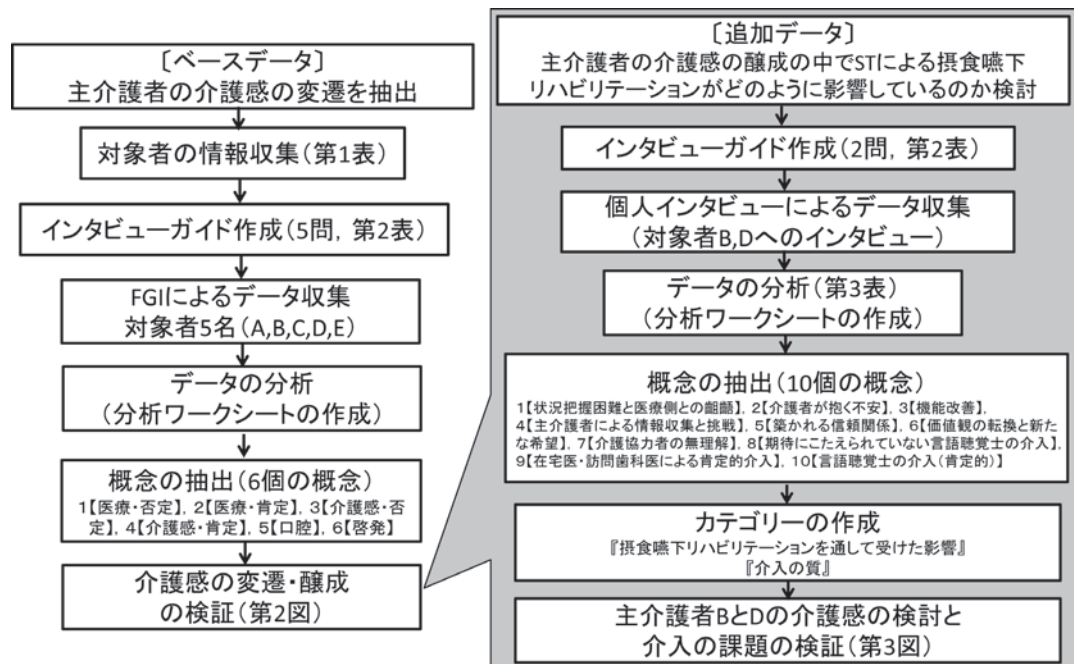 〔ベースデータ〕
主介護者の介護感の変遷を抽出
対象者の情報収集(第1表)
インタビューガイド作成(5問, 第2表)
FGIによるデータ収集
対象者5名(A,B,C,D,E)
データの分析
(分析ワークシートの作成)
概念の抽出(6個の概念)
1【医療・否定】, 2【医療・肯定】, 3【介護感・否
定】, 4【介護感・肯定】, 5【口腔】, 6【啓発】
介護感の変遷・醸成
の検証(第2図)
〔追加データ〕
主介護者の介護感の醸成の中でSTによる摂食嚥下
リハビリテーションがどのように影響しているのか検討
インタビューガイド作成(2問, 第2表)
個人インタビューによるデータ収集
(対象者B,Dへのインタビュー)
データの分析(第3表)
(分析ワークシートの作成)
概念の抽出(10個の概念)
1【状況把握困難と医療側との齟齬】, 2【介護者が抱く不安】, 3【機能改善】,
4【主介護者による情報収集と挑戦】, 5【築かれる信頼関係】, 6【価値観の転換と新た
な希望】, 7【介護協力者の無理解】, 8【期待にこたえられていない言語聴覚士の介入】,
9【在宅医・訪問歯科医による肯定的介入】, 10【言語聴覚士の介入(肯定的)】
カテゴリーの作成
『摂食嚥下リハビリテーションを通して受けた影響』
『介入の質』
主介護者BとDの介護感の検討と
介入の課題の検証(第3図)